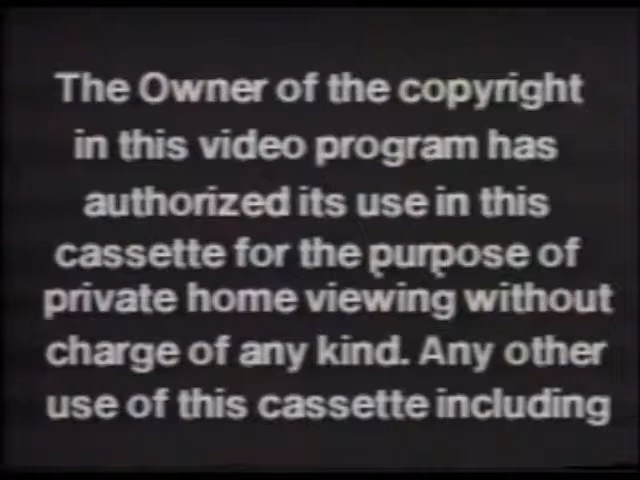 The Owner of the copyright
in this video program has
authorized its use in this
cassette for the purpose of
private home viewing without
charge of any kind. Any other
use of this cassette including